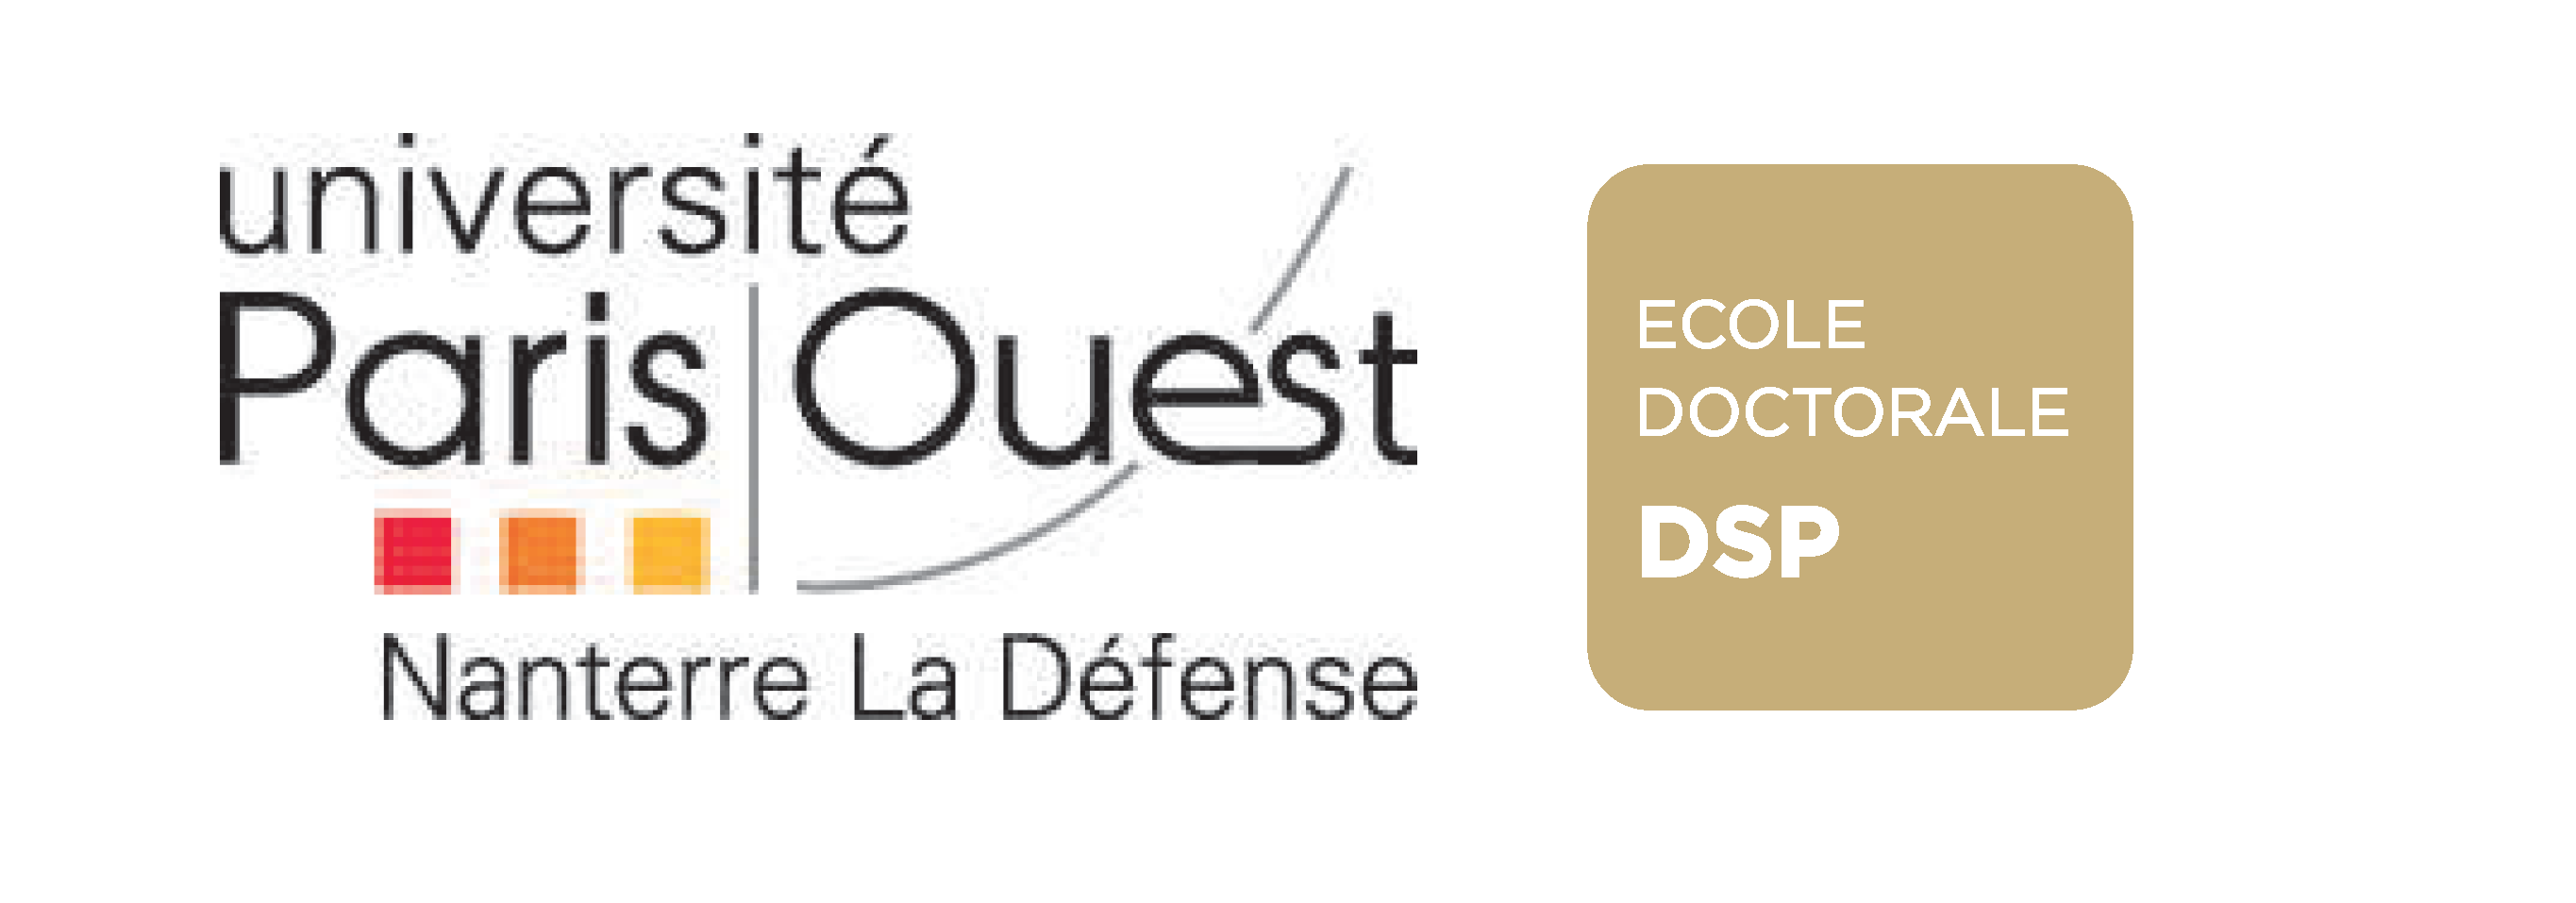 université
Paris Ouest
Nanterre La Défense
ECOLE
DOCTORALE
DSP